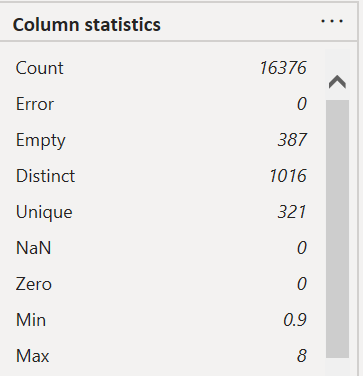 Column statistics ...
Count 16376
Error 0
Empty 387
Distinct 1016
Unique 321
NaN 0
Zero 0
Min 0.9
Max 8